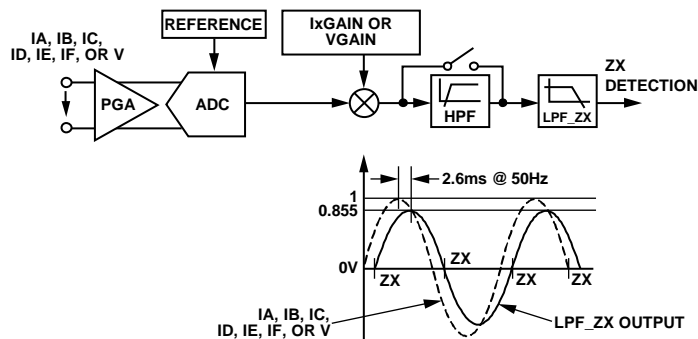 REFERENCE
IxGAIN OR
VGAIN
IA, IB, IC,
ID, IE, IF, OR V
PGA
ADC
HPF
LPF_ZX
ZX
DETECTION
2.6ms @ 50Hz
1
0.855
0V
ZX
ZX
ZX
ZX
IA, IB, IC,
ID, IE, IF, OR V
LPF_ZX OUTPUT